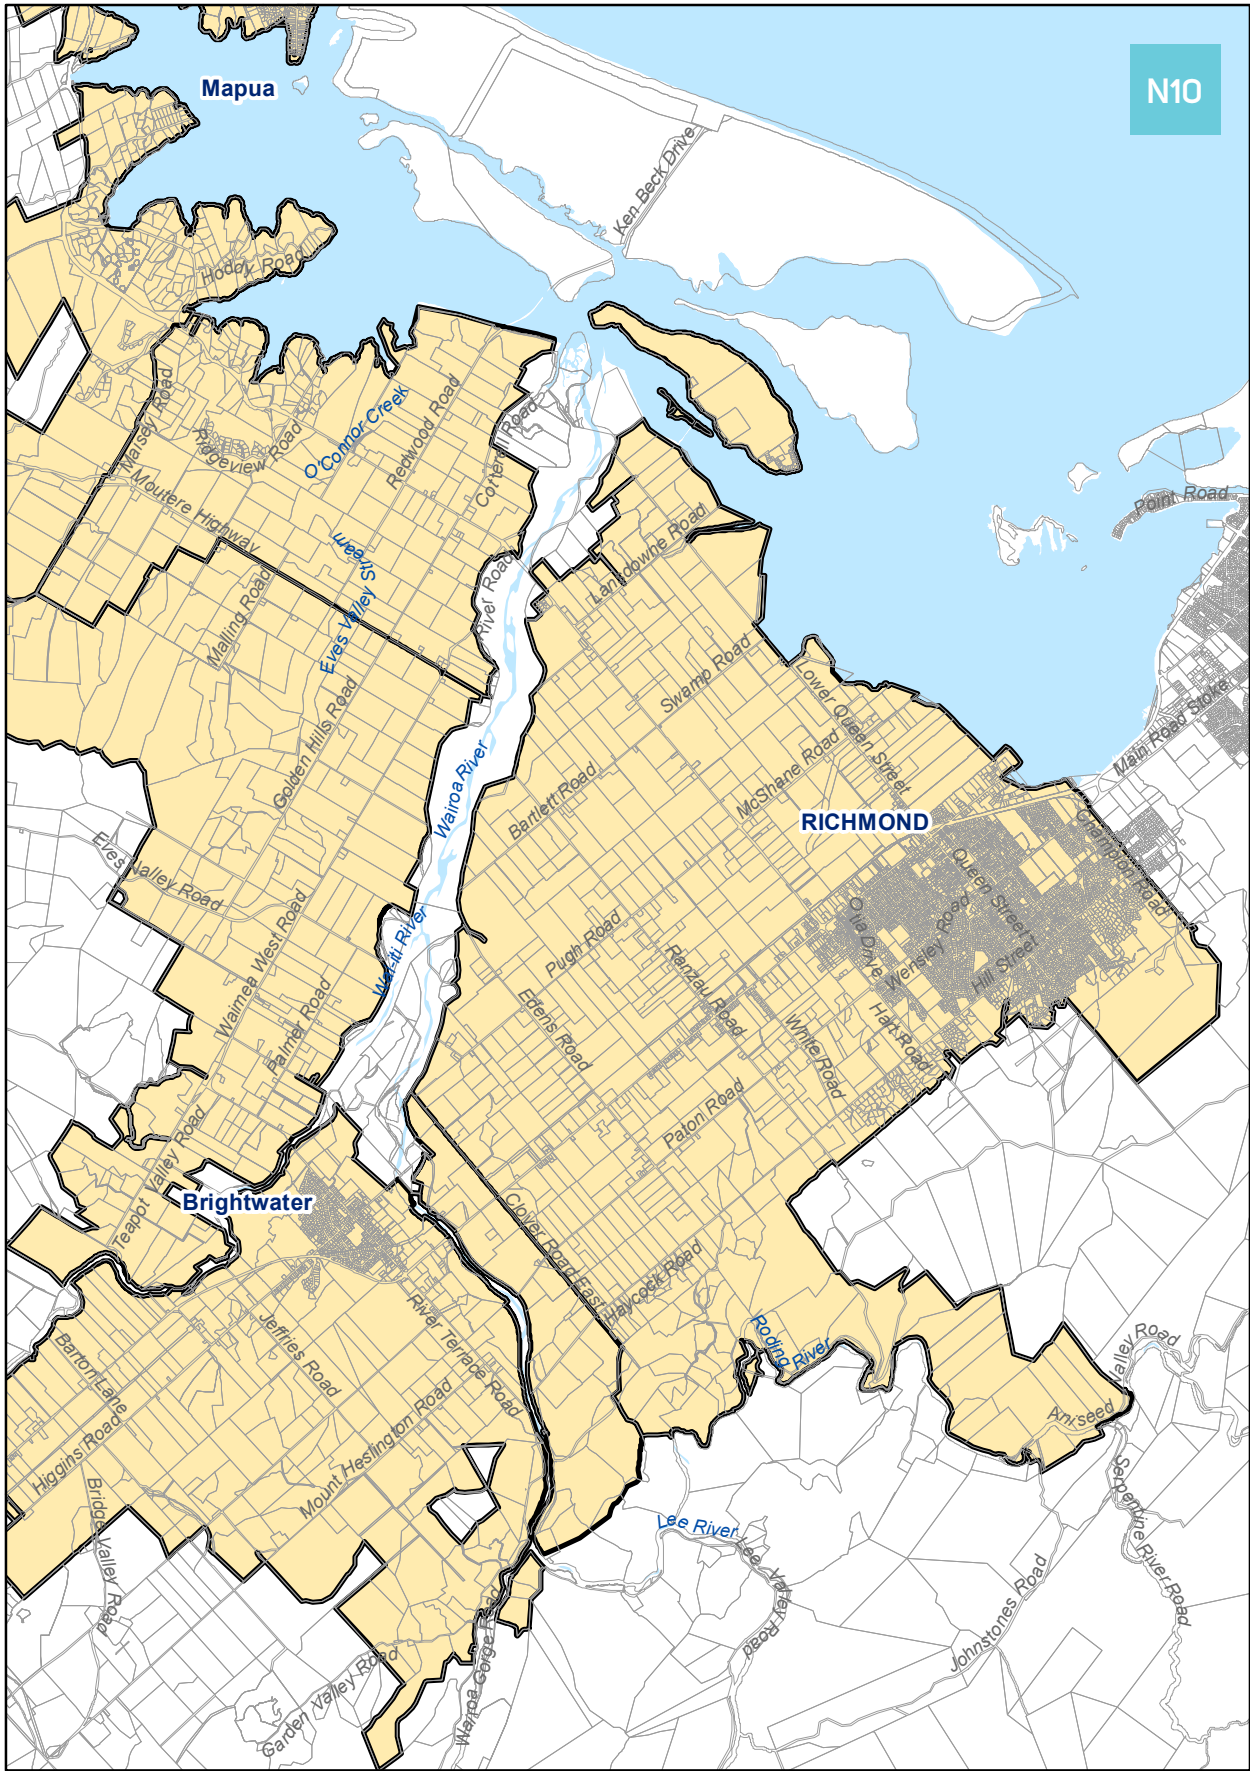 N10
Mapua
Ken Beck Drive
Hoddy Road
Maisey Road
Ridgeview Road
O'Connor Creek
Redwood Road
Cotterell Road
Moutere Highway
Point Road
Lansdowne Road
River Road
Eves Valley Stream
Malling Road
Swamp Road
Lower Queen Street
Main Road Stoke
Golden Hills Road
Wairoa River
Bartlett Road
McShane Road
RICHMOND
Champion Road
Queen Street
Eves Valley Road
Waimea West Road
Wai-iti River
Pugh Road
Ranzau Road
Olvia Drive
Wensley Road
Hill Street
Palmer Road
Edens Road
White Road
Hart Road
Paton Road
Teapot Valley Road
Brightwater
Clover Road East
Haycock Road
Roding River
River Terrace Road
Jeffries Road
Barton Lane
Higgins Road
Mount Heslington Road
Valley Road
Aniseed
Bridge Valley Road
Lee River
Lee Valley Road
Serpentine River Road
Johnstones Road
Garden Valley Road
Wairoa Gorge Road